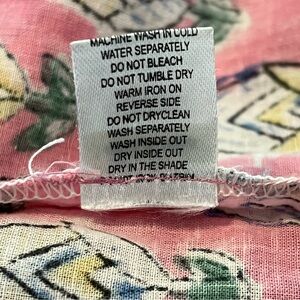 MACHINE WASH IN COLD
WATER SEPARATELY
DO NOT BLEACH
DO NOT TUMBLE DRY
WARM IRON ON
REVERSE SIDE
DO NOT DRYCLEAN
WASH SEPARATELY
WASH INSIDE OUT
DRY INSIDE OUT
DRY IN THE SHADE